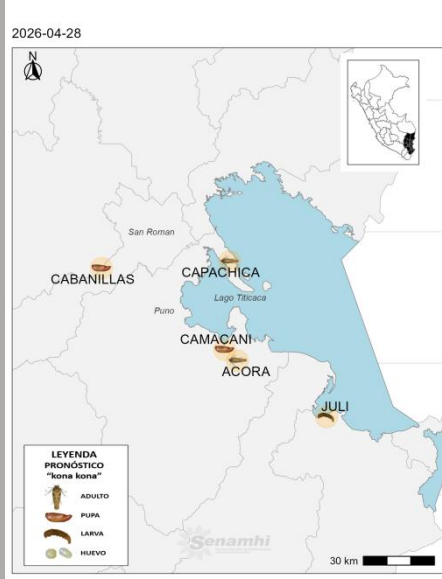 2026-04-28
N
San Roman
CABANILLAS
CAPACHICA
Lago Titicaca
Puno
CAMACANI
ACORA
JULI
LEYENDA
PRONÓSTICO
"kona kona"
ADULTO
PUPA
LARVA
HUEVO
Senamhi
30 km